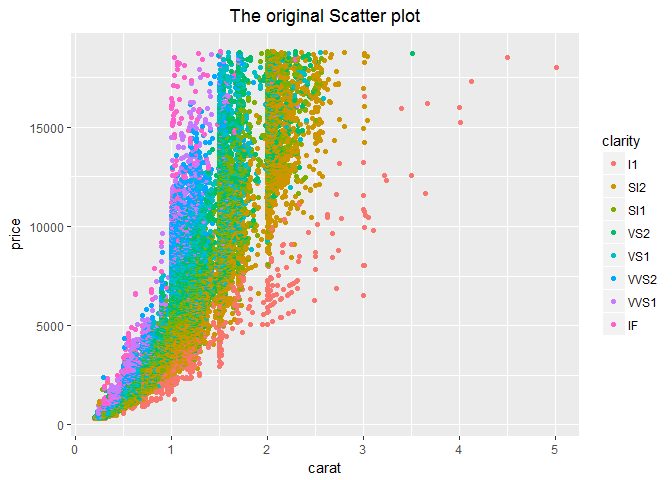 The original Scatter plot
price
15000
10000
5000
0
0
1
2
3
4
5
carat
clarity
I1
SI2
SI1
VS2
VS1
VVS2
VVS1
IF